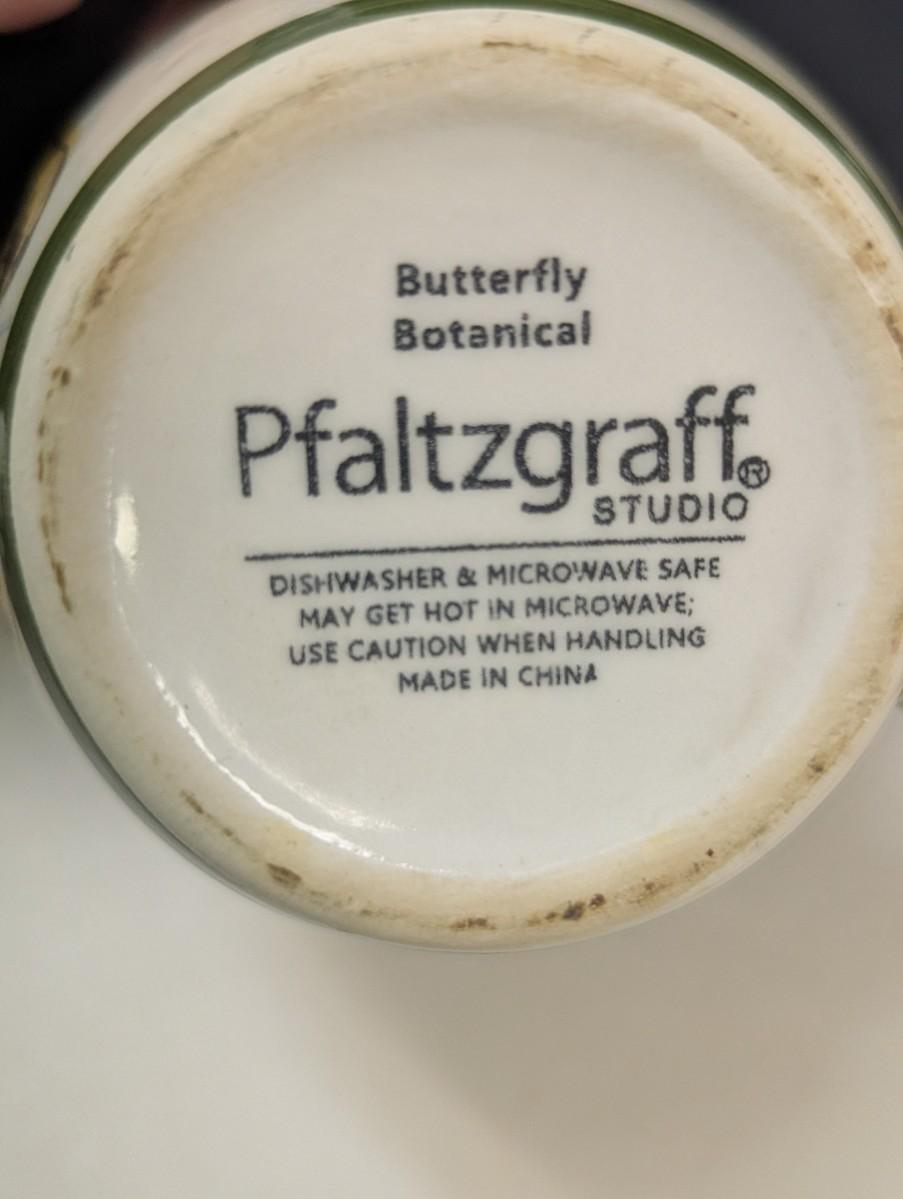 Butterfly
Botanical
Pfaltzgraff®
STUDIO
DISHWASHER & MICROWAVE SAFE
MAY GET HOT IN MICROWAVE;
USE CAUTION WHEN HANDLING
MADE IN CHINA